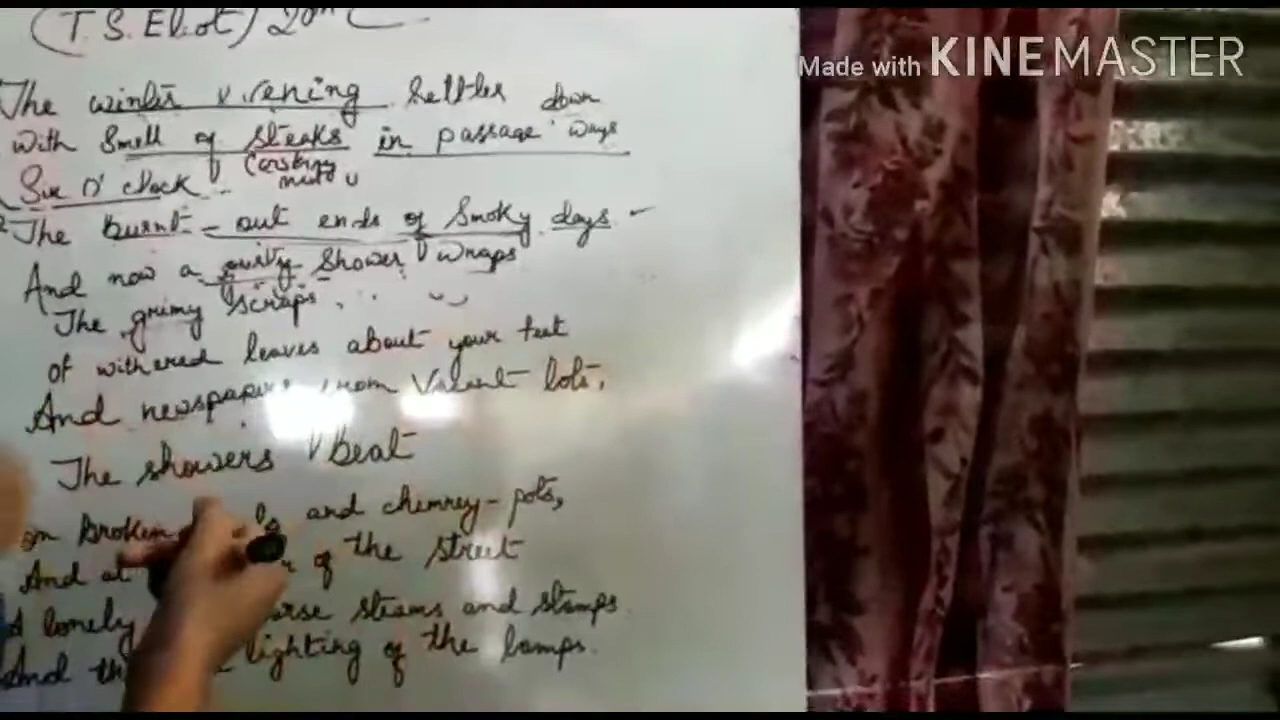 (T. S. Eliot) 20th C
Made with KINEMASTER
The winter evening settles down
With Smell of steaks in passage ways
Six O' clock
The Burnt-out ends of Smoky days
And now a gusty Shower wraps
The grimy scraps
of withered leaves about your feet
And newspapers from Vacant lots,
The showers Beat
on Broken and chimney-pots,
And at of the street
A lonely steams and stamps
And lighting of the lamps.